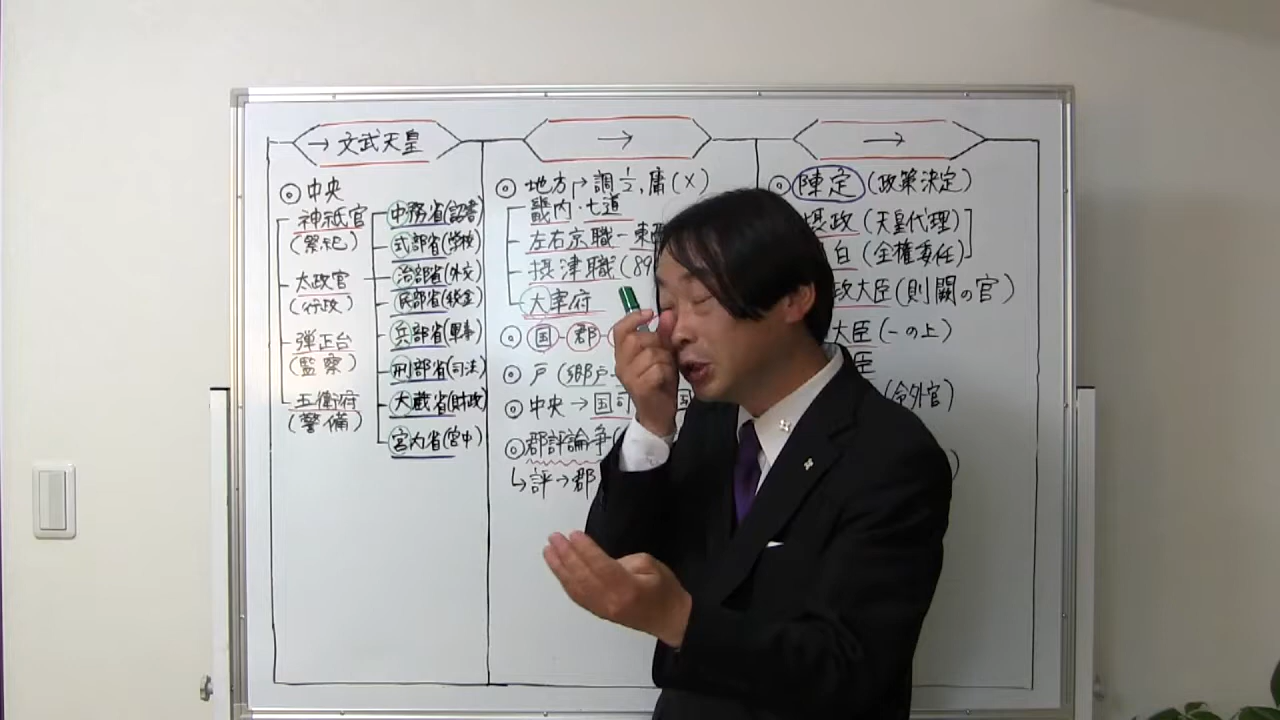 → 文武天皇
◎ 中央
神祇官
(祭祀)
太政官
(行政)
弾正台
(監察)
五衛府
(警備)
中務省(詔書)
式部省(学校)
治部省(外交)
民部省(税金)
兵部省(軍事)
刑部省(司法)
大蔵省(財政)
宮内省(宮中)
→
◎ 地方 → 調1/2, 庸(×)
畿内・七道
左右京職－東
摂津職(
大宰府
◎ 国－郡－
◎ 戸(郷戸
◎ 中央 → 国司
◎ 郡評論争(
↳ 評→郡
→
◎ 陣定 (政策決定)
摂政 (天皇代理)
白 (全権委任)
政大臣 (則闕の官)
大臣 (一の上)
臣
(令外官)